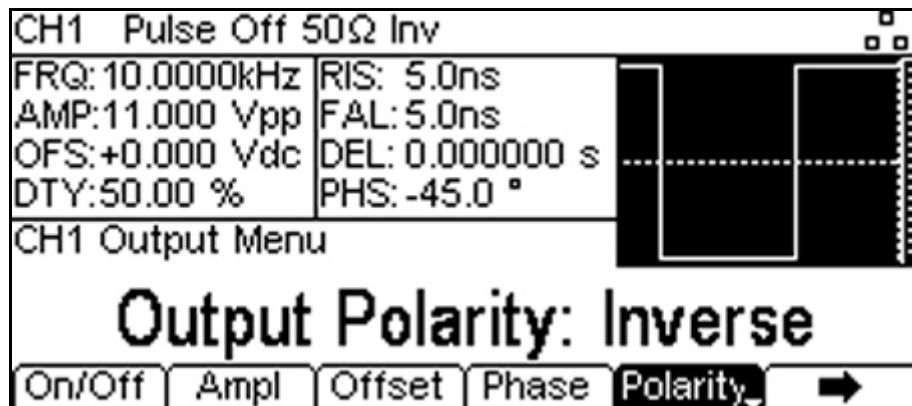 CH1 Pulse Off 50Ω Inv
FRQ:10.0000kHz RIS: 5.0ns
AMP:11.000 Vpp FAL:5.0ns
OFS:+0.000 Vdc DEL: 0.000000 s
DTY:50.00 % PHS:-45.0 °
CH1 Output Menu
Output Polarity: Inverse
On/Off Ampl Offset Phase Polarity